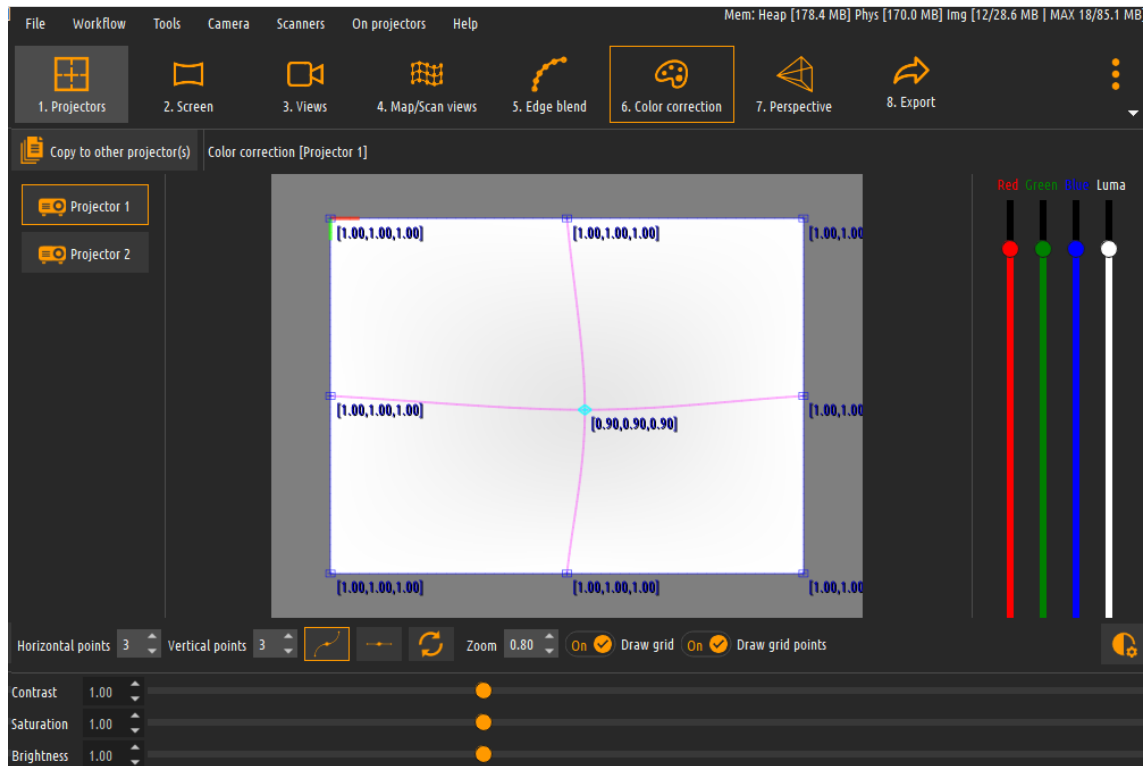 File Workflow Tools Camera Scanners On projectors Help
Mem: Heap [178.4 MB] Phys [170.0 MB] Img [12/28.6 MB | MAX 18/85.1 MB]
1. Projectors 2. Screen 3. Views 4. Map/Scan views 5. Edge blend 6. Color correction 7. Perspective 8. Export
Copy to other projector(s) Color correction [Projector 1]
Projector 1
Projector 2
Red Green Blue Luma
[1.00,1.00,1.00] [1.00,1.00,1.00] [1.00,1.00
[1.00,1.00,1.00] [1.00,1.00
[0.90,0.90,0.90]
[1.00,1.00,1.00] [1.00,1.00,1.00] [1.00,1.00
Horizontal points 3 Vertical points 3 Zoom 0.80 On Draw grid On Draw grid points
Contrast 1.00
Saturation 1.00
Brightness 1.00